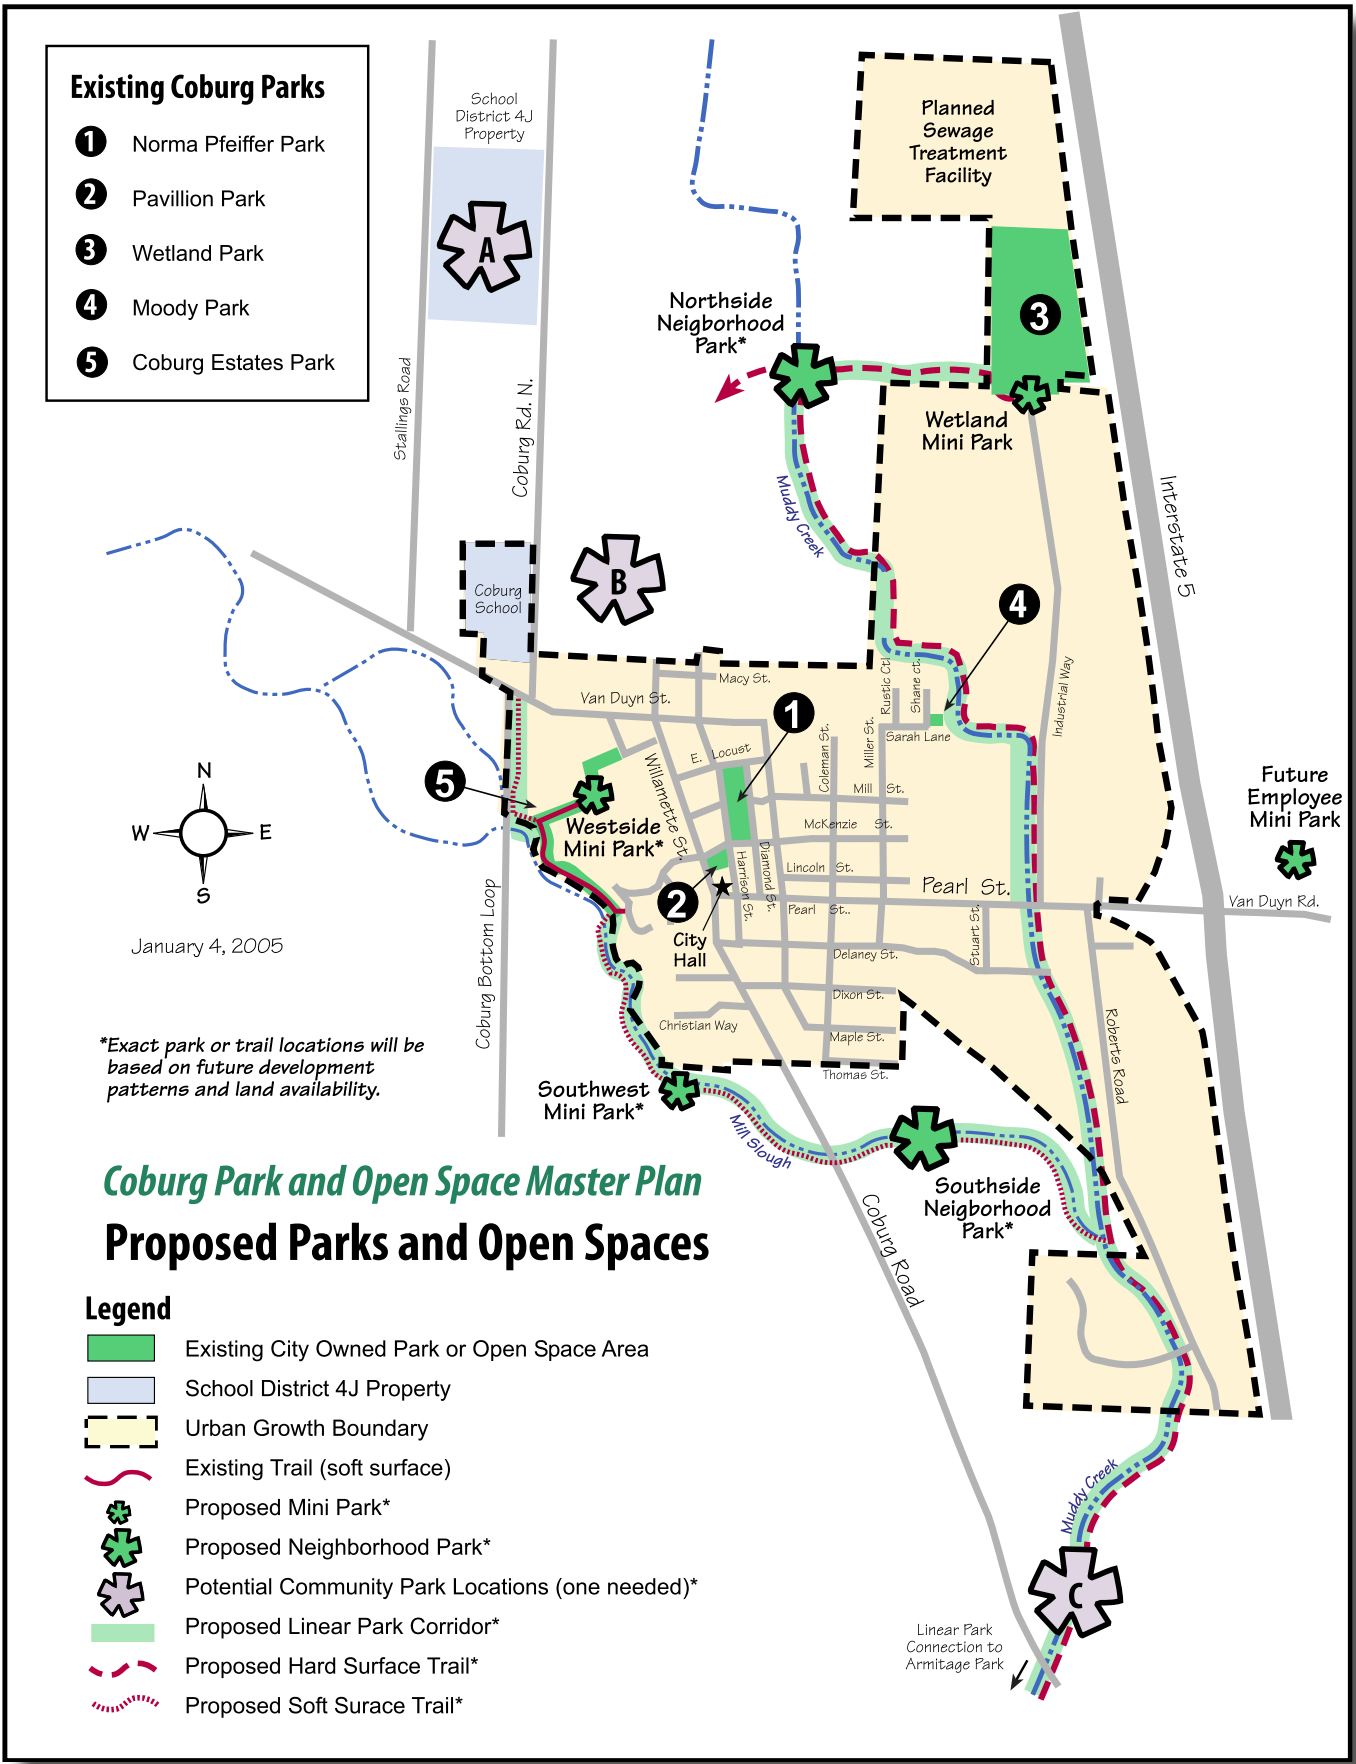 Existing Coburg Parks
1 Norma Pfeiffer Park
2 Pavillion Park
3 Wetland Park
4 Moody Park
5 Coburg Estates Park
School
District 4J
Property
A
Planned
Sewage
Treatment
Facility
Northside
Neigborhood
Park*
3
Wetland
Mini Park
Stallings Road
Coburg Rd. N.
Muddy Creek
Interstate 5
Coburg
School
B
4
Industrial Way
Macy St.
Van Duyn St.
Rustic Ct.
Shane ct.
1
Sarah Lane
E. Locust
Willamette St.
Coleman St.
Miller St.
5
Mill St.
Westside
Mini Park*
McKenzie St.
Future
Employee
Mini Park
N
W
E
S
Harrison St.
Diamond St.
Lincoln St.
Pearl St.
2
Pearl St..
Van Duyn Rd.
City
Hall
Stuart St.
Delaney St.
January 4, 2005
Coburg Bottom Loop
Dixon St.
Christian Way
Maple St.
Roberts Road
Thomas St.
*Exact park or trail locations will be
based on future development
patterns and land availability.
Southwest
Mini Park*
Mill Slough
Southside
Neigborhood
Park*
Coburg Road
Coburg Park and Open Space Master Plan
Proposed Parks and Open Spaces
Legend
Existing City Owned Park or Open Space Area
School District 4J Property
Urban Growth Boundary
Existing Trail (soft surface)
Proposed Mini Park*
Proposed Neighborhood Park*
Potential Community Park Locations (one needed)*
Proposed Linear Park Corridor*
Proposed Hard Surface Trail*
Proposed Soft Surace Trail*
Muddy Creek
C
Linear Park
Connection to
Armitage Park